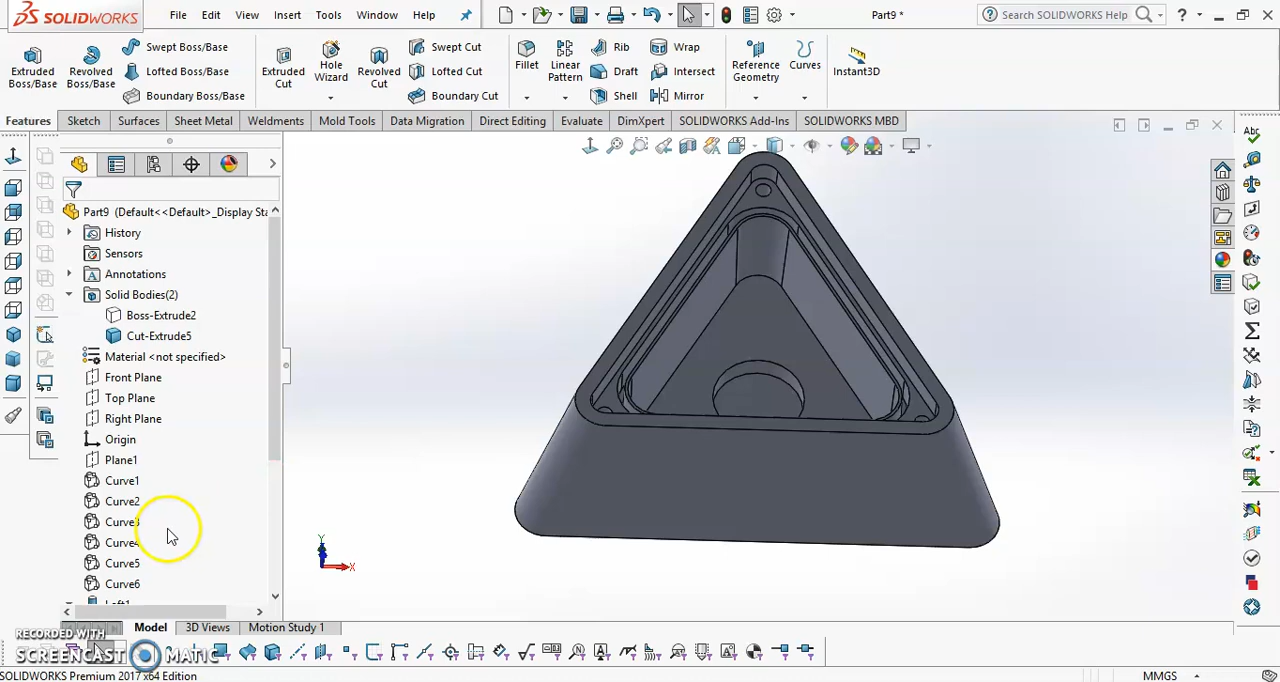 SOLIDWORKS
File Edit View Insert Tools Window Help
Part9 *
Search SOLIDWORKS Help
Extruded Boss/Base
Revolved Boss/Base
Swept Boss/Base
Lofted Boss/Base
Boundary Boss/Base
Extruded Cut
Hole Wizard
Revolved Cut
Swept Cut
Lofted Cut
Boundary Cut
Fillet
Linear Pattern
Rib
Draft
Shell
Wrap
Intersect
Mirror
Reference Geometry
Curves
Instant3D
Features Sketch Surfaces Sheet Metal Weldments Mold Tools Data Migration Direct Editing Evaluate DimXpert SOLIDWORKS Add-Ins SOLIDWORKS MBD
Part9 (Default<<Default>_Display Sta
History
Sensors
Annotations
Solid Bodies(2)
Boss-Extrude2
Cut-Extrude5
Material <not specified>
Front Plane
Top Plane
Right Plane
Origin
Plane1
Curve1
Curve2
Curve3
Curve4
Curve5
Curve6
Loft1
Y
X
Model 3D Views Motion Study 1
RECORDED WITH
SCREENCAST MATIC
SOLIDWORKS Premium 2017 x64 Edition
MMGS